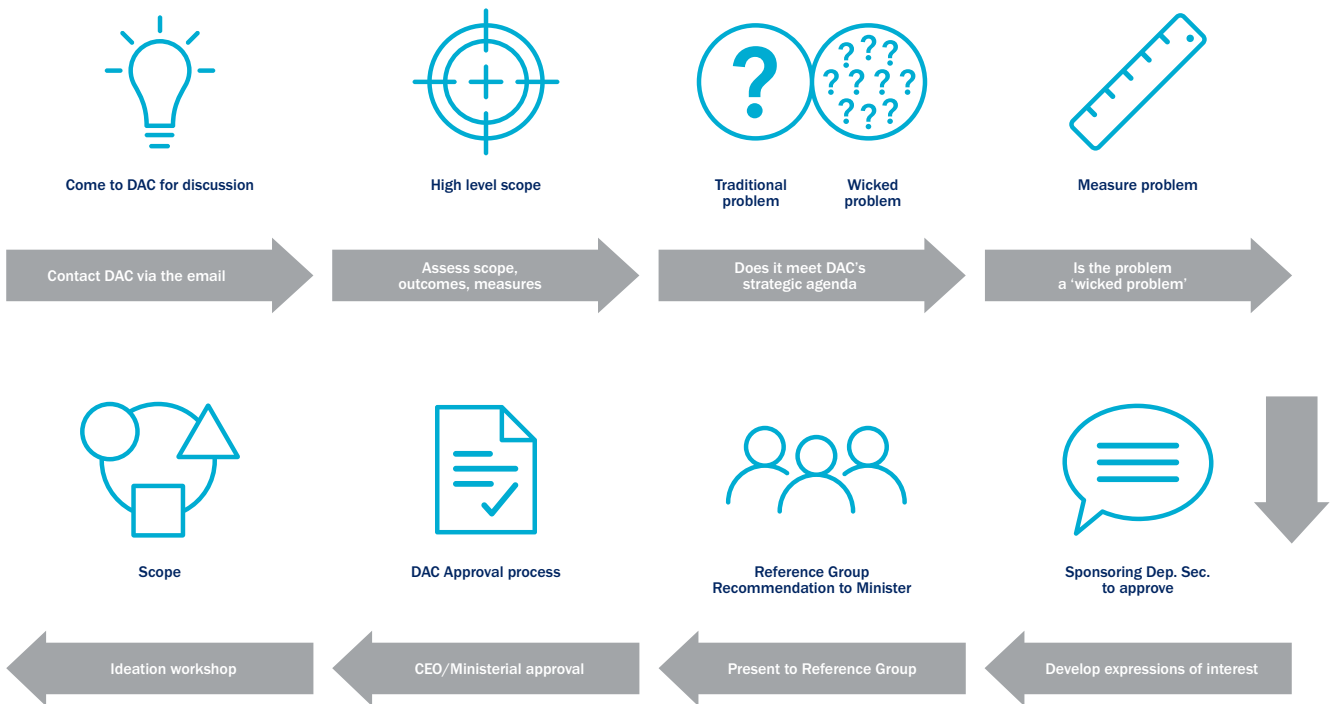 Come to DAC for discussion
High level scope
Traditional
problem
Wicked
problem
Measure problem
Contact DAC via the email
Assess scope,
outcomes, measures
Does it meet DAC’s
strategic agenda
Is the problem
a ‘wicked problem’
Scope
DAC Approval process
Reference Group
Recommendation to Minister
Sponsoring Dep. Sec.
to approve
Ideation workshop
CEO/Ministerial approval
Present to Reference Group
Develop expressions of interest